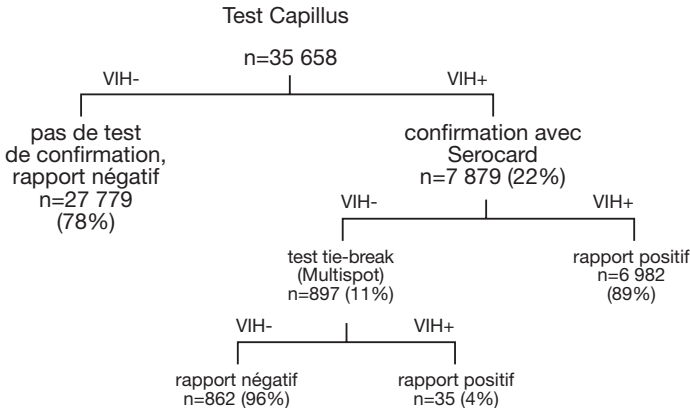 Test Capillus
n=35 658
VIH-
VIH+
pas de test
de confirmation,
rapport négatif
n=27 779
(78%)
confirmation avec
Serocard
n=7 879 (22%)
VIH-
VIH+
test tie-break
(Multispot)
n=897 (11%)
rapport positif
n=6 982
(89%)
VIH-
VIH+
rapport négatif
n=862 (96%)
rapport positif
n=35 (4%)